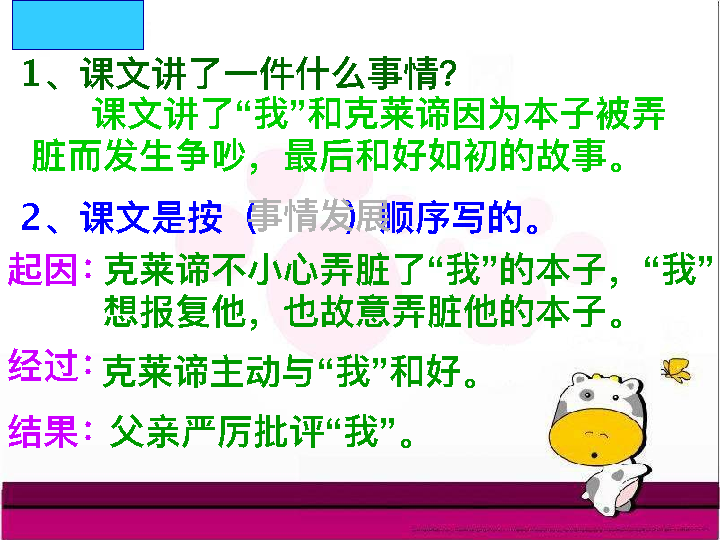 1、课文讲了一件什么事情?
课文讲了“我”和克莱谛因为本子被弄
脏而发生争吵，最后和好如初的故事。
2、课文是按（事情发展）顺序写的。
起因：克莱谛不小心弄脏了“我”的本子，“我”
想报复他，也故意弄脏他的本子。
经过：克莱谛主动与“我”和好。
结果：父亲严厉批评“我”。